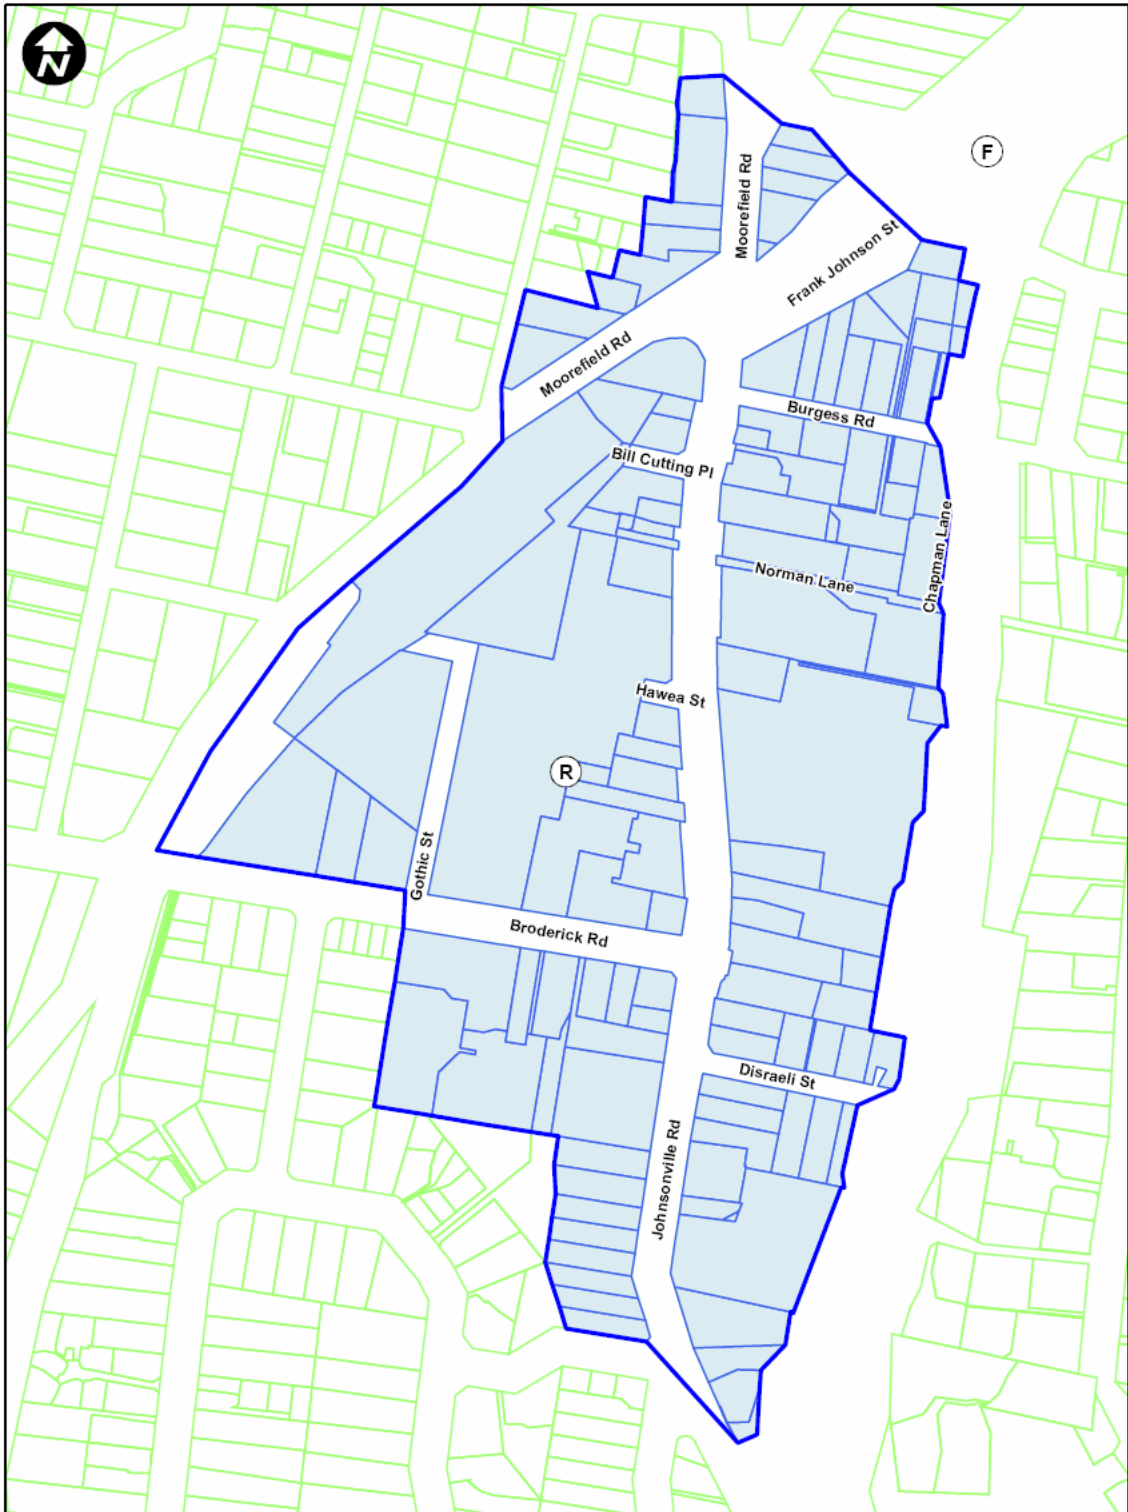 N
F
Moorefield Rd
Frank Johnson St
Moorefield Rd
Burgess Rd
Bill Cutting Pl
Chapman Lane
Norman Lane
Hawea St
R
Gothic St
Broderick Rd
Disraeli St
Johnsonville Rd